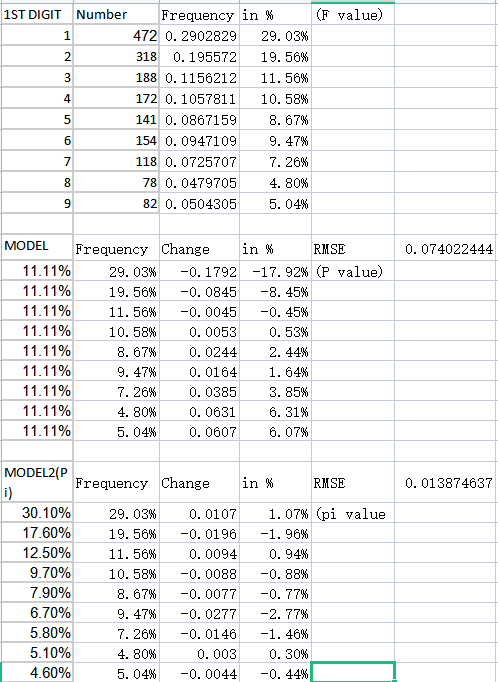 1ST DIGIT Number Frequency in % (F value)
1 472 0.2902829 29.03%
2 318 0.195572 19.56%
3 188 0.1156212 11.56%
4 172 0.1057811 10.58%
5 141 0.0867159 8.67%
6 154 0.0947109 9.47%
7 118 0.0725707 7.26%
8 78 0.0479705 4.80%
9 82 0.0504305 5.04%
MODEL Frequency Change in % RMSE 0.074022444
11.11% 29.03% -0.1792 -17.92% (P value)
11.11% 19.56% -0.0845 -8.45%
11.11% 11.56% -0.0045 -0.45%
11.11% 10.58% 0.0053 0.53%
11.11% 8.67% 0.0244 2.44%
11.11% 9.47% 0.0164 1.64%
11.11% 7.26% 0.0385 3.85%
11.11% 4.80% 0.0631 6.31%
11.11% 5.04% 0.0607 6.07%
MODEL2(P
i) Frequency Change in % RMSE 0.013874637
30.10% 29.03% 0.0107 1.07% (pi value
17.60% 19.56% -0.0196 -1.96%
12.50% 11.56% 0.0094 0.94%
9.70% 10.58% -0.0088 -0.88%
7.90% 8.67% -0.0077 -0.77%
6.70% 9.47% -0.0277 -2.77%
5.80% 7.26% -0.0146 -1.46%
5.10% 4.80% 0.003 0.30%
4.60% 5.04% -0.0044 -0.44%